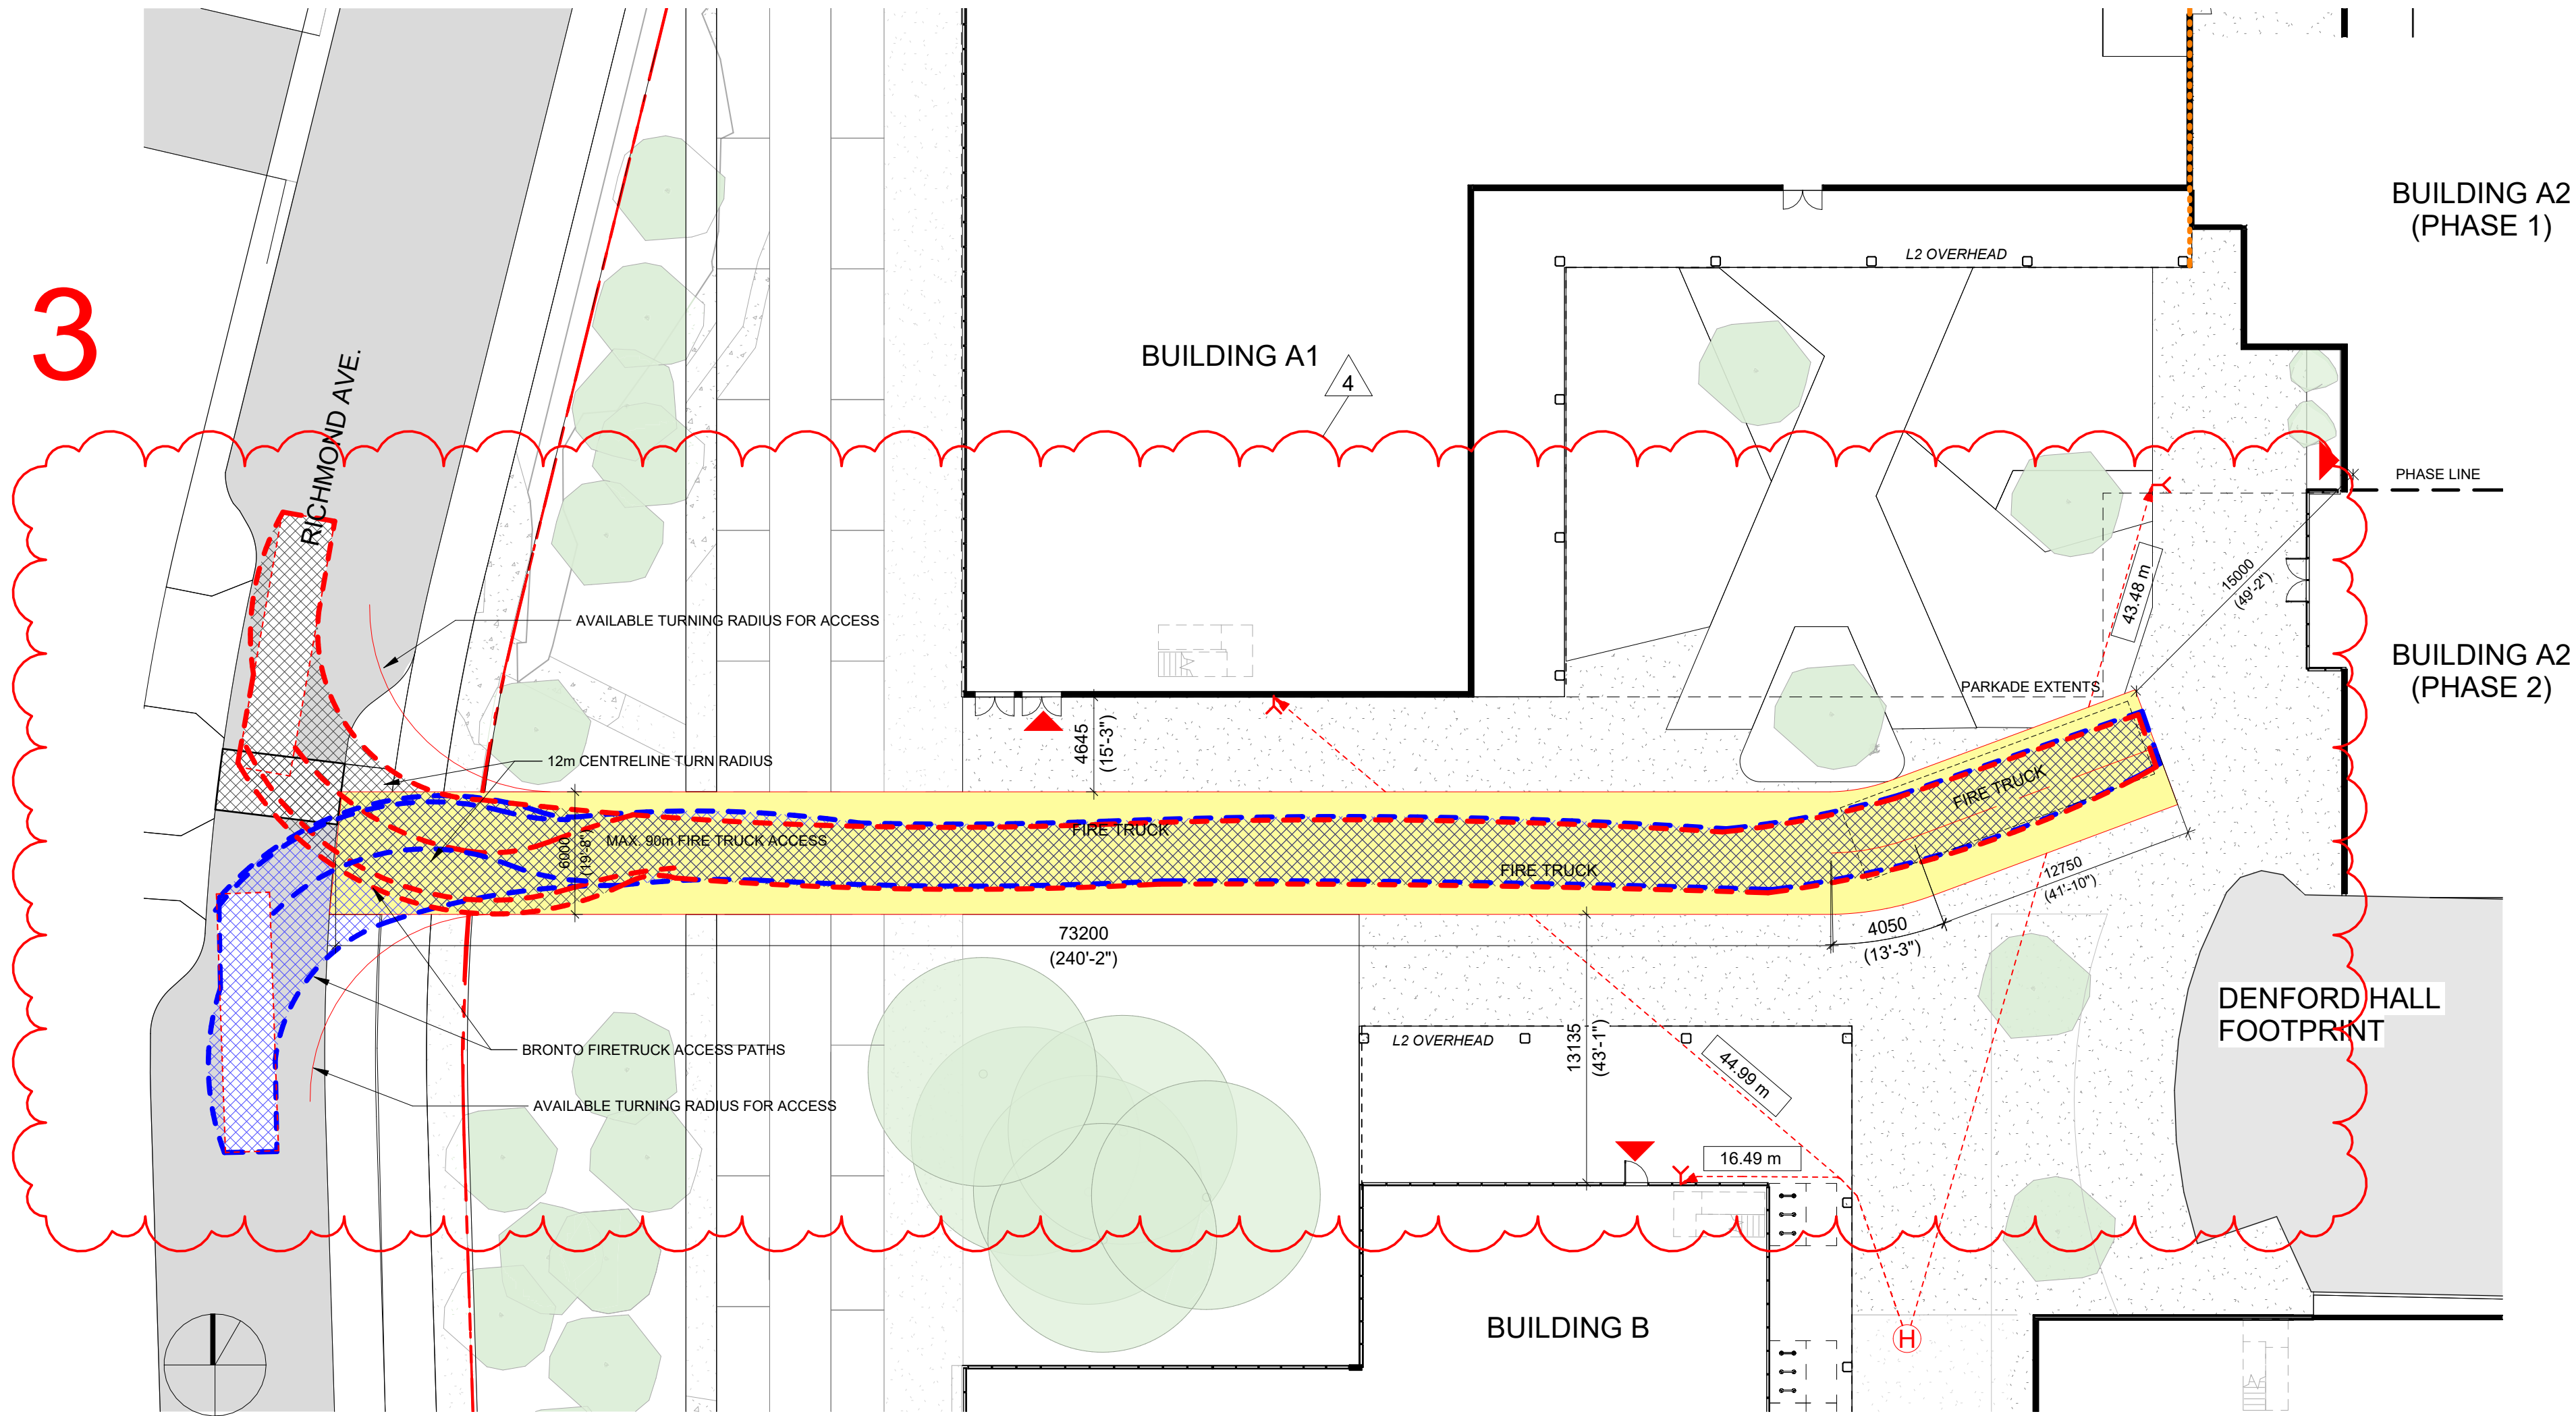 BUILDING A2
(PHASE 1)
L2 OVERHEAD
3
BUILDING A1
4
RICHMOND AVE.
PHASE LINE
15000
(49'-2")
43.48 m
AVAILABLE TURNING RADIUS FOR ACCESS
BUILDING A2
(PHASE 2)
PARKADE EXTENTS
4645
(15'-3")
12m CENTRELINE TURN RADIUS
FIRE TRUCK
FIRE TRUCK
MAX. 90m FIRE TRUCK ACCESS
6000
(19'-8")
FIRE TRUCK
12750
(41'-10")
4050
(13'-3")
73200
(240'-2")
DENFORD HALL
FOOTPRINT
L2 OVERHEAD
13135
(43'-1")
BRONTO FIRETRUCK ACCESS PATHS
44.99 m
AVAILABLE TURNING RADIUS FOR ACCESS
16.49 m
BUILDING B
H